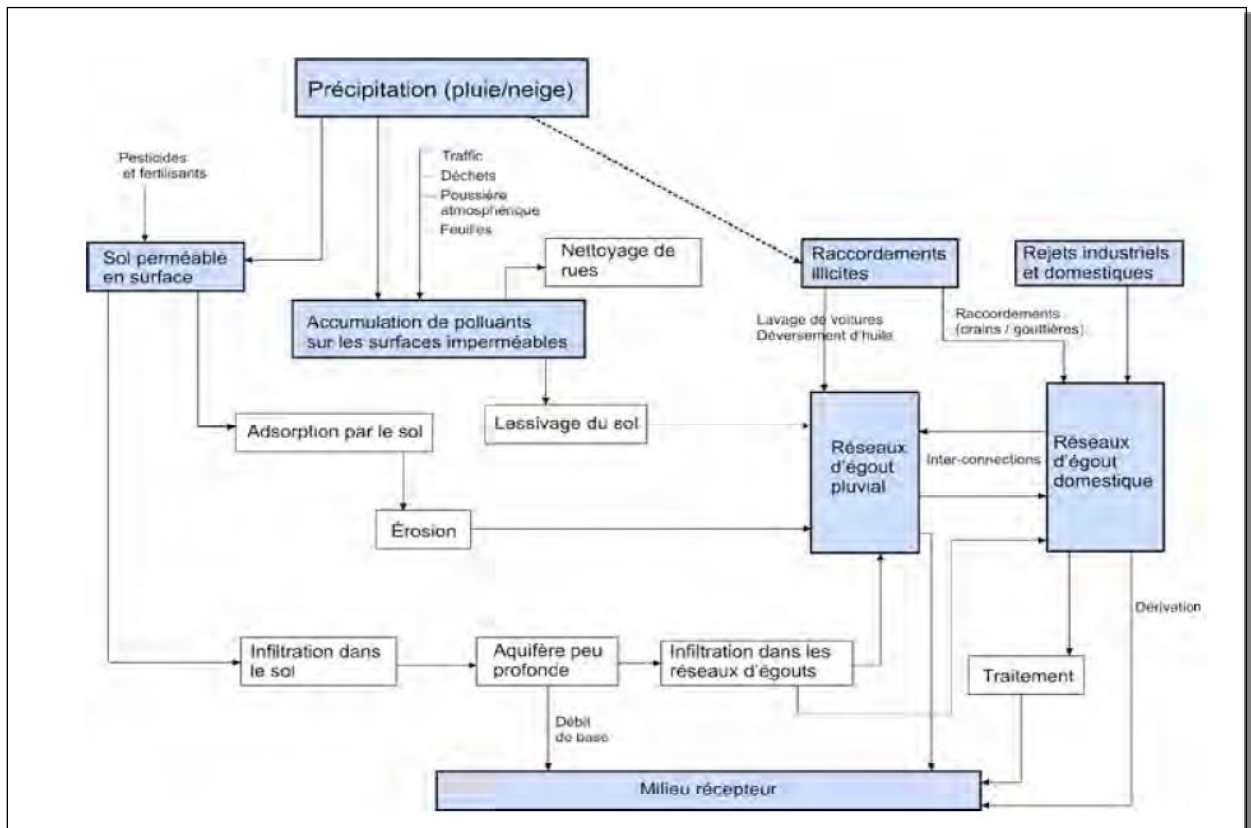 Précipitation (pluie/neige)
Pesticides
et fertilisants
Traffic
Déchets
Poussière
atmosphérique
Feuilles
Sol perméable
en surface
Nettoyage de
rues
Raccordements
illicites
Rejets industriels
et domestiques
Accumulation de polluants
sur les surfaces imperméables
Lavage de voitures
Déversement d'huile
Raccordements
(drains / gouttières)
Adsorption par le sol
Lessivage du sol
Réseaux
d'égout
pluvial
Inter-connections
Réseaux
d'égout
domestique
Érosion
Dérivation
Infiltration dans
le sol
Aquifère peu
profonde
Infiltration dans les
réseaux d'égouts
Traitement
Débit
de base
Milieu récepteur